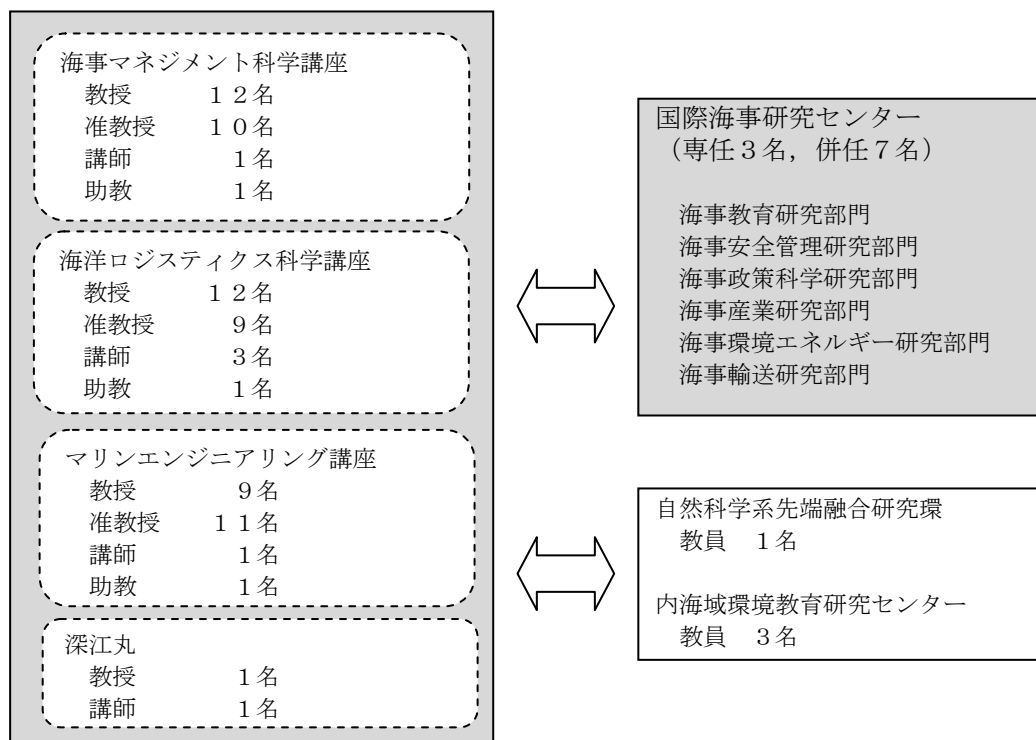 海事マネジメント科学講座
教授 １２名
准教授 １０名
講師 １名
助教 １名
海洋ロジスティクス科学講座
教授 １２名
准教授 ９名
講師 ３名
助教 １名
マリンエンジニアリング講座
教授 ９名
准教授 １１名
講師 １名
助教 １名
深江丸
教授 １名
講師 １名
国際海事研究センター
（専任３名，併任７名）
海事教育研究部門
海事安全管理研究部門
海事政策科学研究部門
海事産業研究部門
海事環境エネルギー研究部門
海事輸送研究部門
自然科学系先端融合研究環
教員 １名
内海域環境教育研究センター
教員 ３名